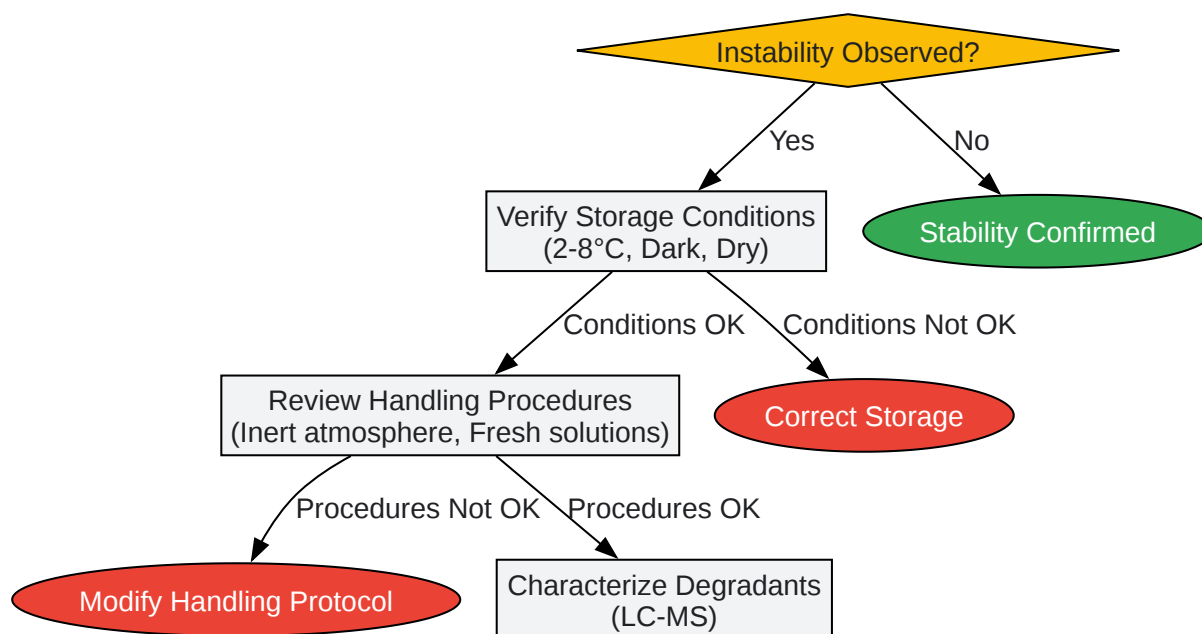 Instability Observed?
Yes
No
Verify Storage Conditions
(2-8°C, Dark, Dry)
Stability Confirmed
Conditions OK
Conditions Not OK
Review Handling Procedures
(Inert atmosphere, Fresh solutions)
Correct Storage
Procedures Not OK
Procedures OK
Modify Handling Protocol
Characterize Degradants
(LC-MS)